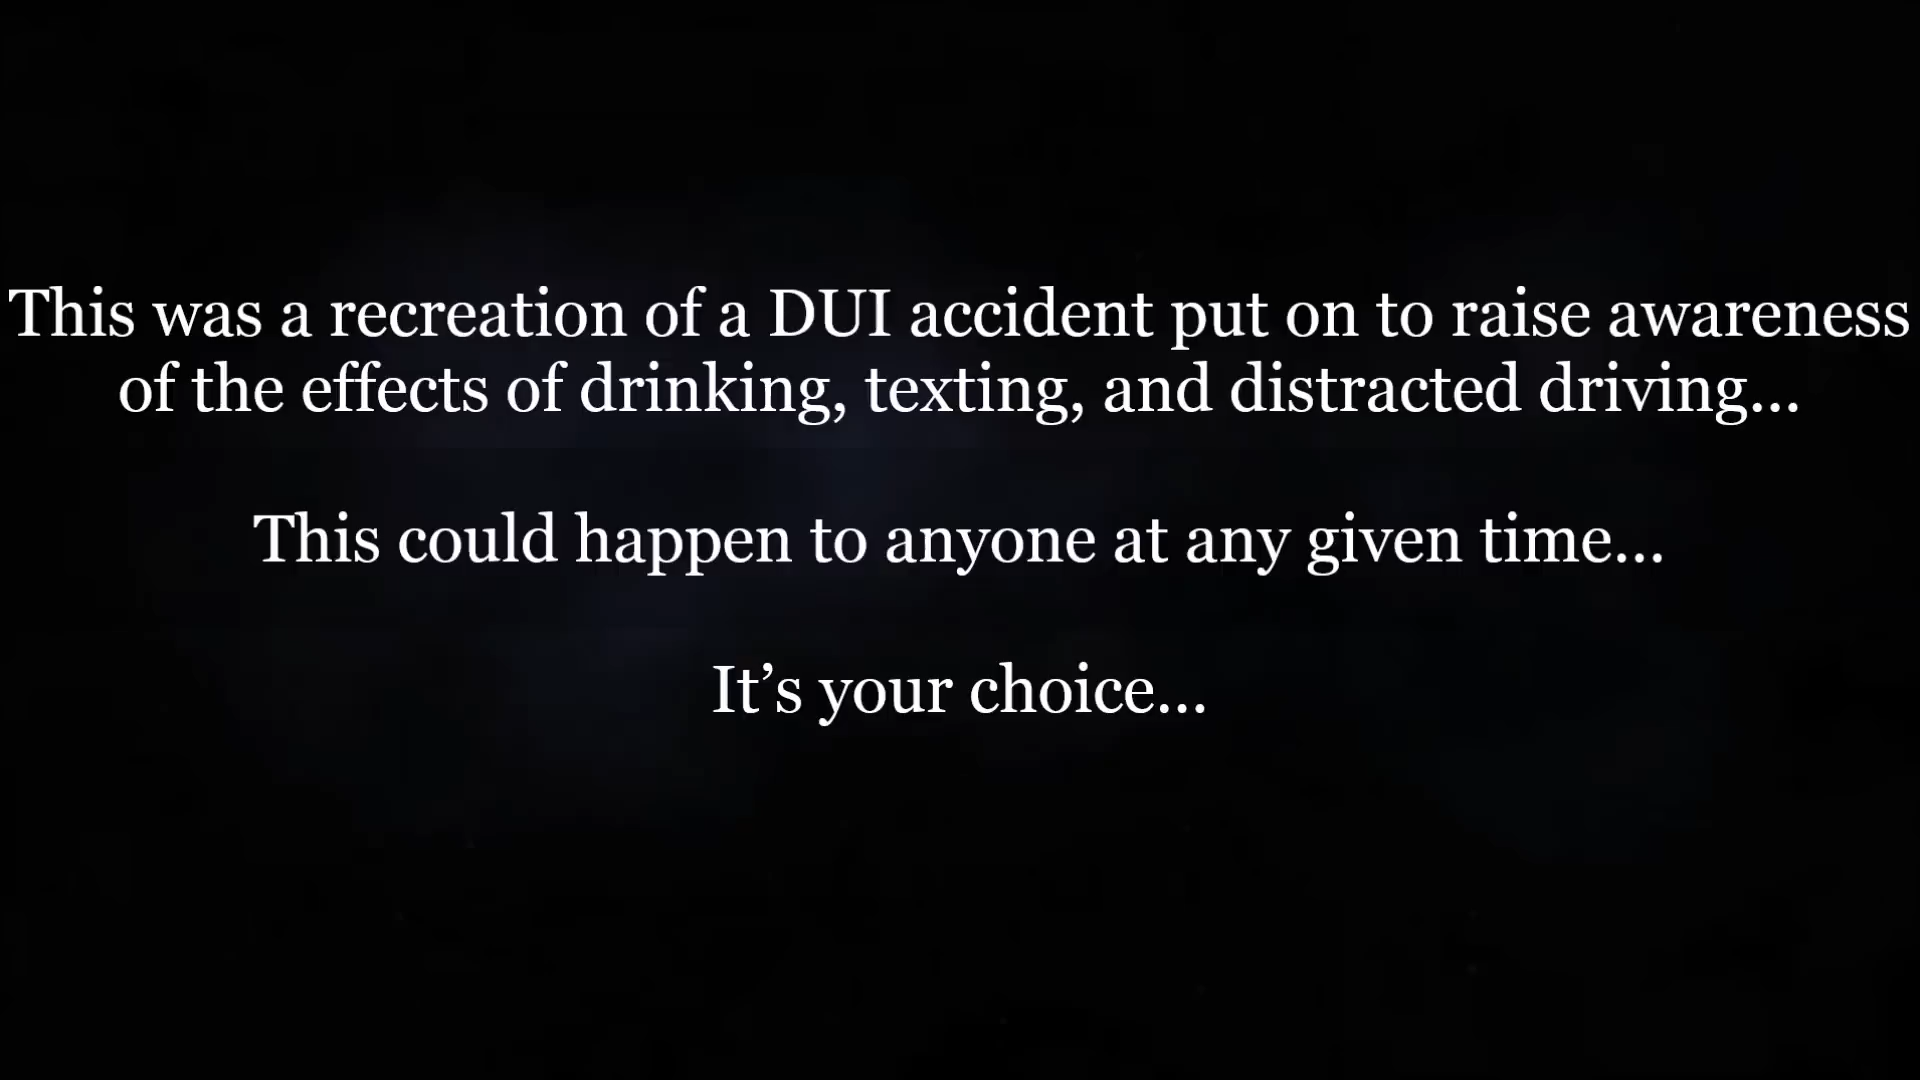 This was a recreation of a DUI accident put on to raise awareness
of the effects of drinking, texting, and distracted driving...
This could happen to anyone at any given time...
It’s your choice...